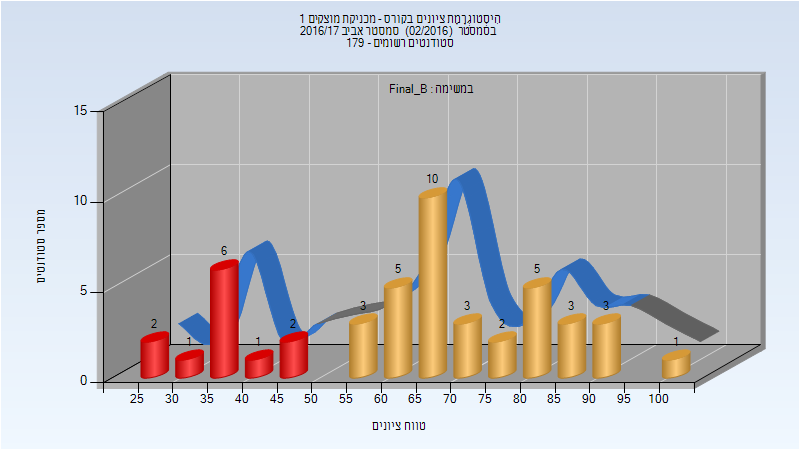 היסטוגרמת ציונים בקורס - מכניקת מוצקים 1
בסמסטר (02/2016) סמסטר אביב 2016/17
סטודנטים רשומים - 179
במשימה : Final_B
מספר סטודנטים
15
10
5
0
2
1
6
1
2
3
5
10
3
2
5
3
3
1
25 30 35 40 45 50 55 60 65 70 75 80 85 90 95 100
טווח ציונים